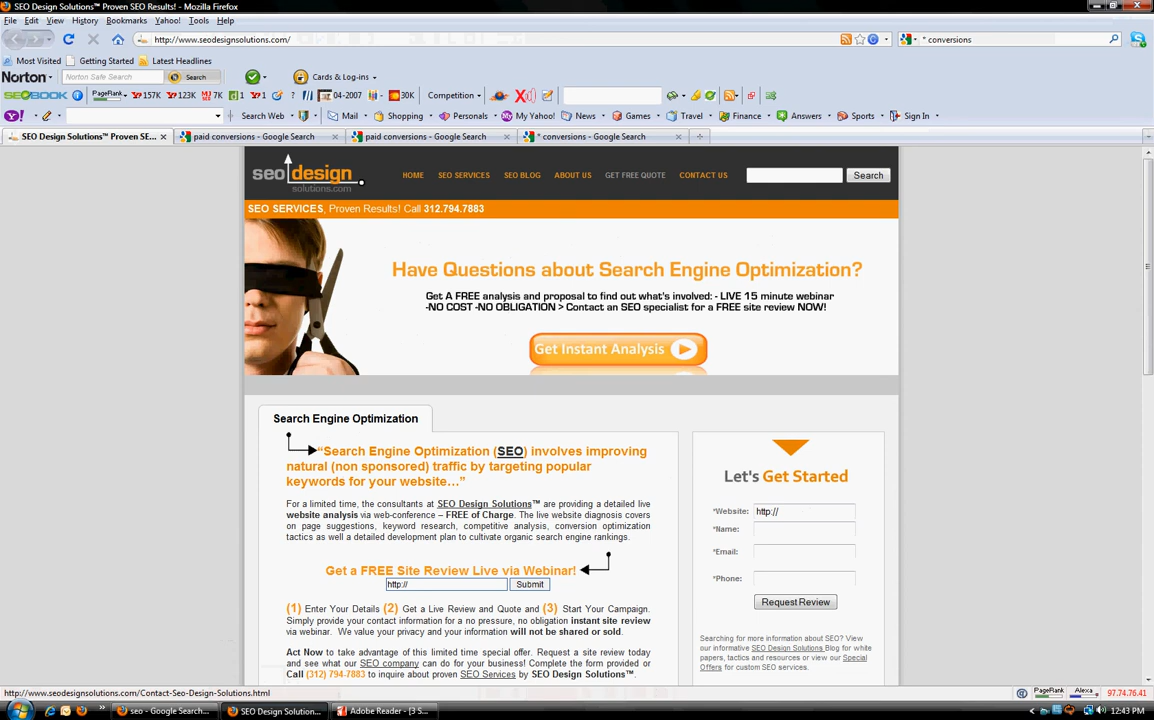 SEO Design Solutions™ Proven SEO Results! - Mozilla Firefox
File Edit View History Bookmarks Yahoo! Tools Help
http://www.seodesignsolutions.com/
* conversions
Most Visited Getting Started Latest Headlines
Norton Norton Safe Search Search Cards & Log-ins
SEOBOOK PageRank 157K 123K 7K 1 1 ? 04-2007 30K Competition
Y! Search Web Mail Shopping Personals My Yahoo! News Games Travel Finance Answers Sports Sign In
SEO Design Solutions™ Proven SE... paid conversions - Google Search paid conversions - Google Search * conversions - Google Search
seo design
solutions.com
HOME SEO SERVICES SEO BLOG ABOUT US GET FREE QUOTE CONTACT US Search
SEO SERVICES, Proven Results! Call 312.794.7883
Have Questions about Search Engine Optimization?
Get A FREE analysis and proposal to find out what's involved: - LIVE 15 minute webinar
-NO COST -NO OBLIGATION > Contact an SEO specialist for a FREE site review NOW!
Get Instant Analysis
Search Engine Optimization
“Search Engine Optimization (SEO) involves improving
natural (non sponsored) traffic by targeting popular
keywords for your website…”
For a limited time, the consultants at SEO Design Solutions™ are providing a detailed live
website analysis via web-conference – FREE of Charge. The live website diagnosis covers
on page suggestions, keyword research, competitive analysis, conversion optimization
tactics as well a detailed development plan to cultivate organic search engine rankings.
Get a FREE Site Review Live via Webinar!
http:// Submit
(1) Enter Your Details (2) Get a Live Review and Quote and (3) Start Your Campaign.
Simply provide your contact information for a no pressure, no obligation instant site review
via webinar. We value your privacy and your information will not be shared or sold.
Act Now to take advantage of this limited time special offer. Request a site review today
and see what our SEO company can do for your business! Complete the form provided or
Call (312) 794-7883 to inquire about premier SEO Services by SEO Design Solutions™.
Let's Get Started
*Website: http://
*Name:
*Email:
*Phone:
Request Review
Searching for more information about SEO? View
our informative SEO Design Solutions Blog for white
papers, tactics and resources or view our Special
Offers for custom SEO services.
http://www.seodesignsolutions.com/Contact-Seo-Design-Solutions.html
PageRank Alexa 97.74.76.41
seo - Google Search... SEO Design Solution... Adobe Reader - [3 S... 12:43 PM